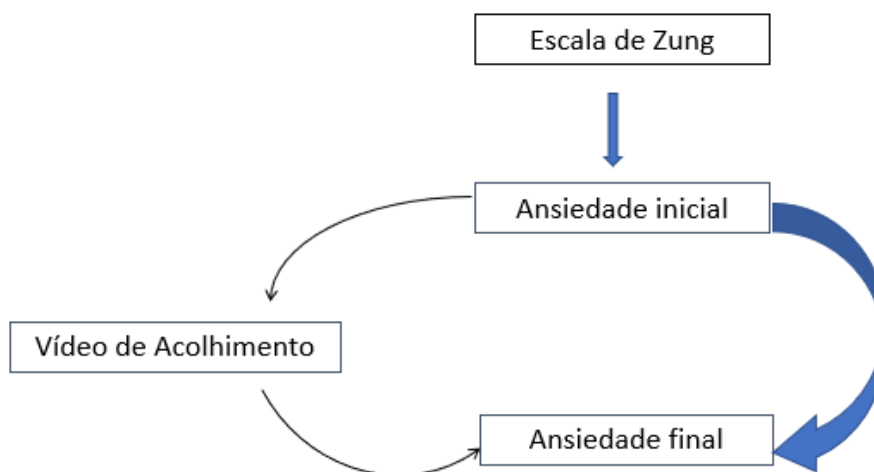 Escala de Zung
Ansiedade inicial
Vídeo de Acolhimento
Ansiedade final